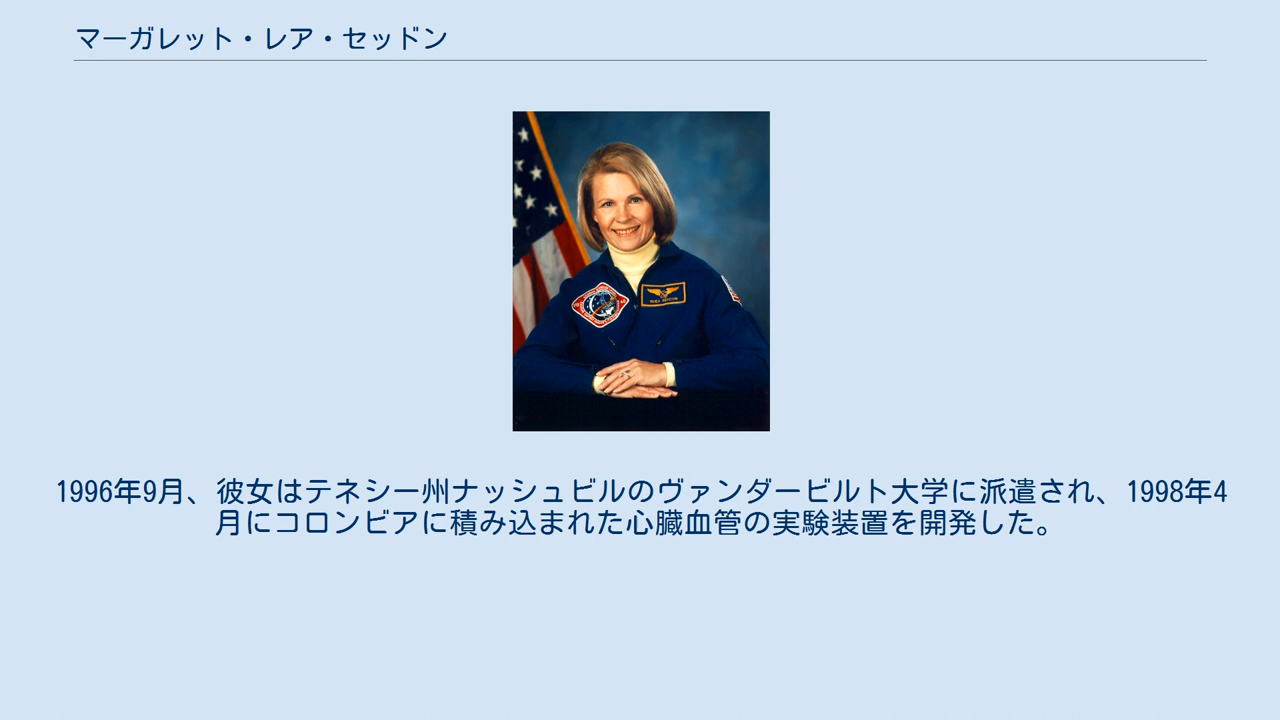 マーガレット・レア・セッドン
1996年9月、彼女はテネシー州ナッシュビルのヴァンダービルト大学に派遣され、1998年4
月にコロンビアに積み込まれた心臓血管の実験装置を開発した。